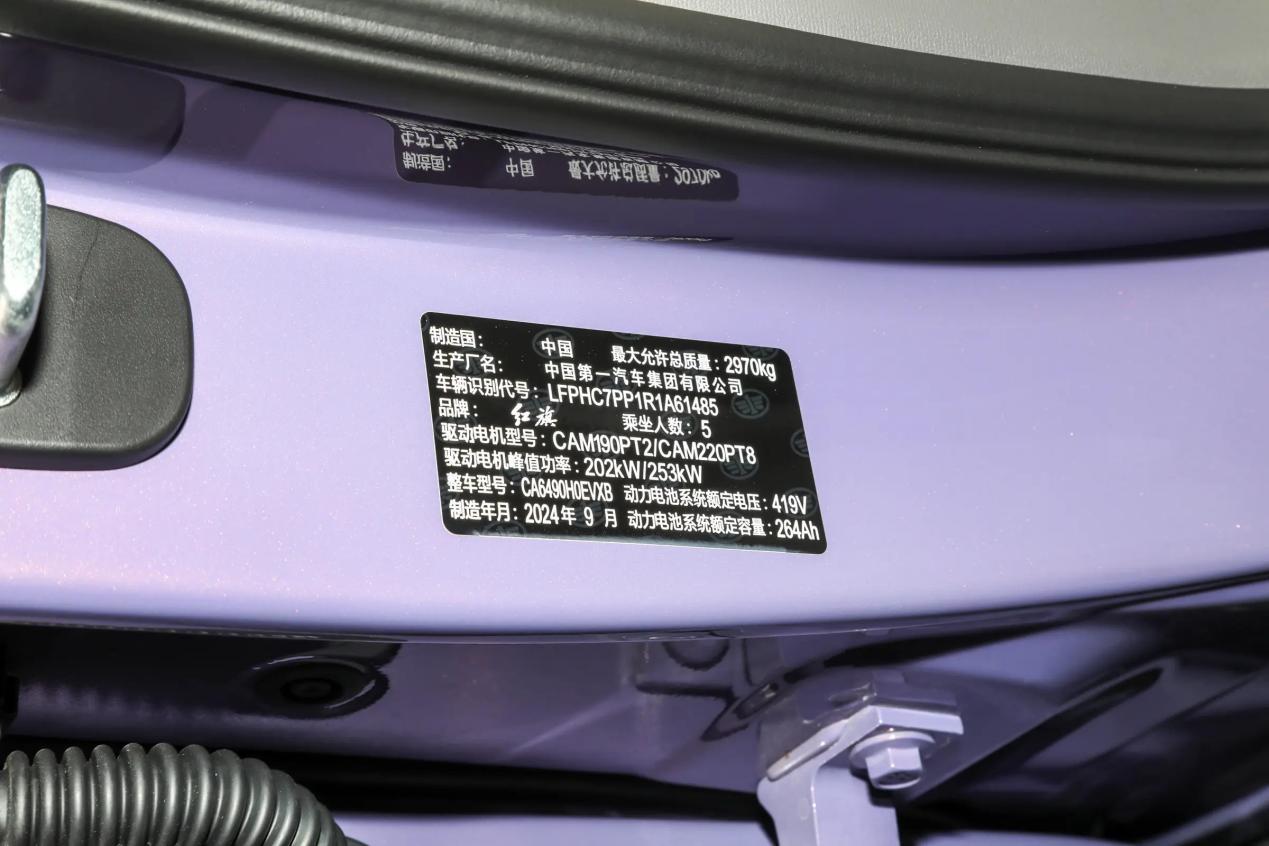 制造国： 中国 最大允许总质量：2970kg
生产厂名： 中国第一汽车集团有限公司
车辆识别代号：LFPHC7PP1R1A61485
品牌： 红旗 乘坐人数：5
驱动电机型号：CAM190PT2/CAM220PT8
驱动电机峰值功率：202kW/253kW
整车型号：CA6490H0EVXB 动力电池系统额定电压：419V
制造年月：2024年 9 月 动力电池系统额定容量：264Ah